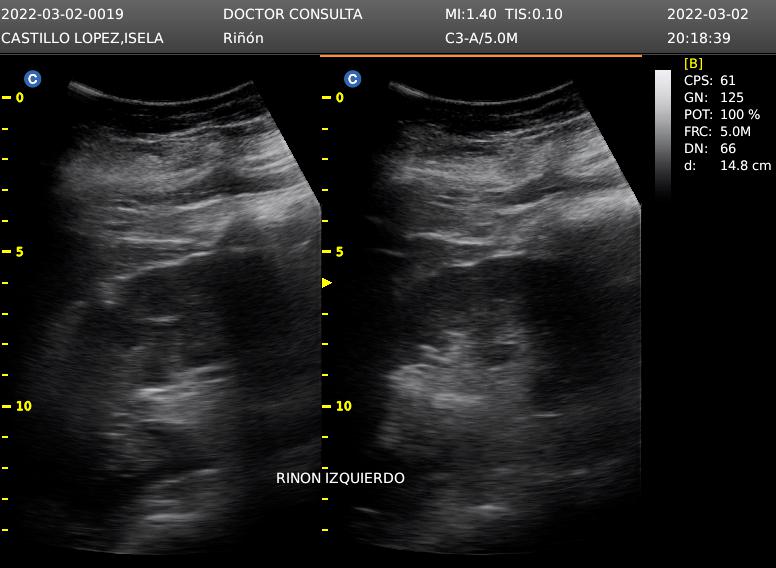 2022-03-02-0019 DOCTOR CONSULTA MI:1.40 TIS:0.10 2022-03-02
CASTILLO LOPEZ,ISELA Riñón C3-A/5.0M 20:18:39
C C [B]
0 0 CPS: 61
GN: 125
POT: 100 %
FRC: 5.0M
DN: 66
d: 14.8 cm
5 5
10 10
RINON IZQUIERDO